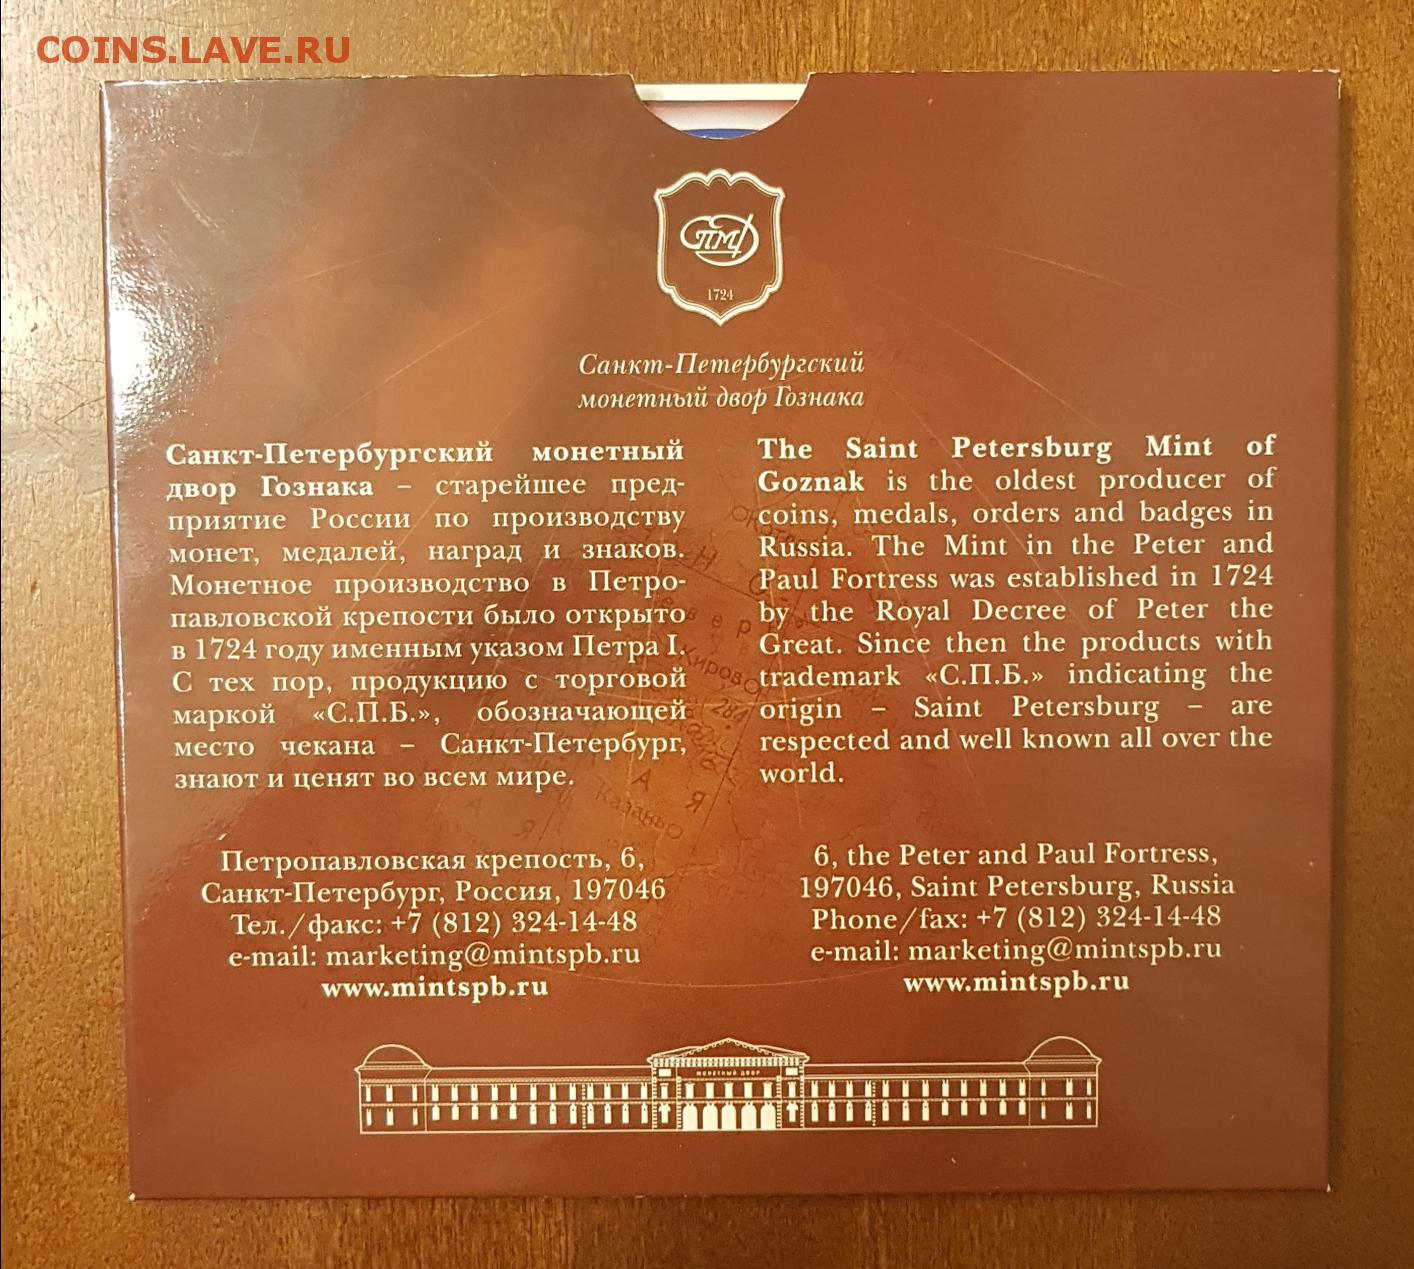 COINS.LAVE.RU
СПМД
1724
Санкт-Петербургский
монетный двор Гознака
Санкт-Петербургский монетный
двор Гознака – старейшее пред-
приятие России по производству
монет, медалей, наград и знаков.
Монетное производство в Петро-
павловской крепости было открыто
в 1724 году именным указом Петра I.
С тех пор, продукцию с торговой
маркой «С.П.Б.», обозначающей
место чекана – Санкт-Петербург,
знают и ценят во всем мире.
The Saint Petersburg Mint of
Goznak is the oldest producer of
coins, medals, orders and badges in
Russia. The Mint in the Peter and
Paul Fortress was established in 1724
by the Royal Decree of Peter the
Great. Since then the products with
trademark «С.П.Б.» indicating the
origin – Saint Petersburg – are
respected and well known all over the
world.
Петропавловская крепость, 6,
Санкт-Петербург, Россия, 197046
Тел./факс: +7 (812) 324-14-48
e-mail: marketing@mintspb.ru
www.mintspb.ru
6, the Peter and Paul Fortress,
197046, Saint Petersburg, Russia
Phone/fax: +7 (812) 324-14-48
e-mail: marketing@mintspb.ru
www.mintspb.ru
МОНЕТНЫЙ ДВОР